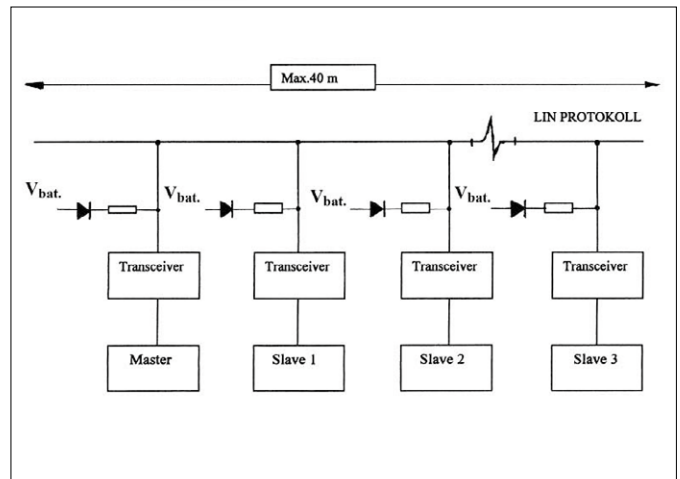 Max.40 m
LIN PROTOKOLL
Vbat. Vbat. Vbat. Vbat.
Transceiver Transceiver Transceiver Transceiver
Master Slave 1 Slave 2 Slave 3